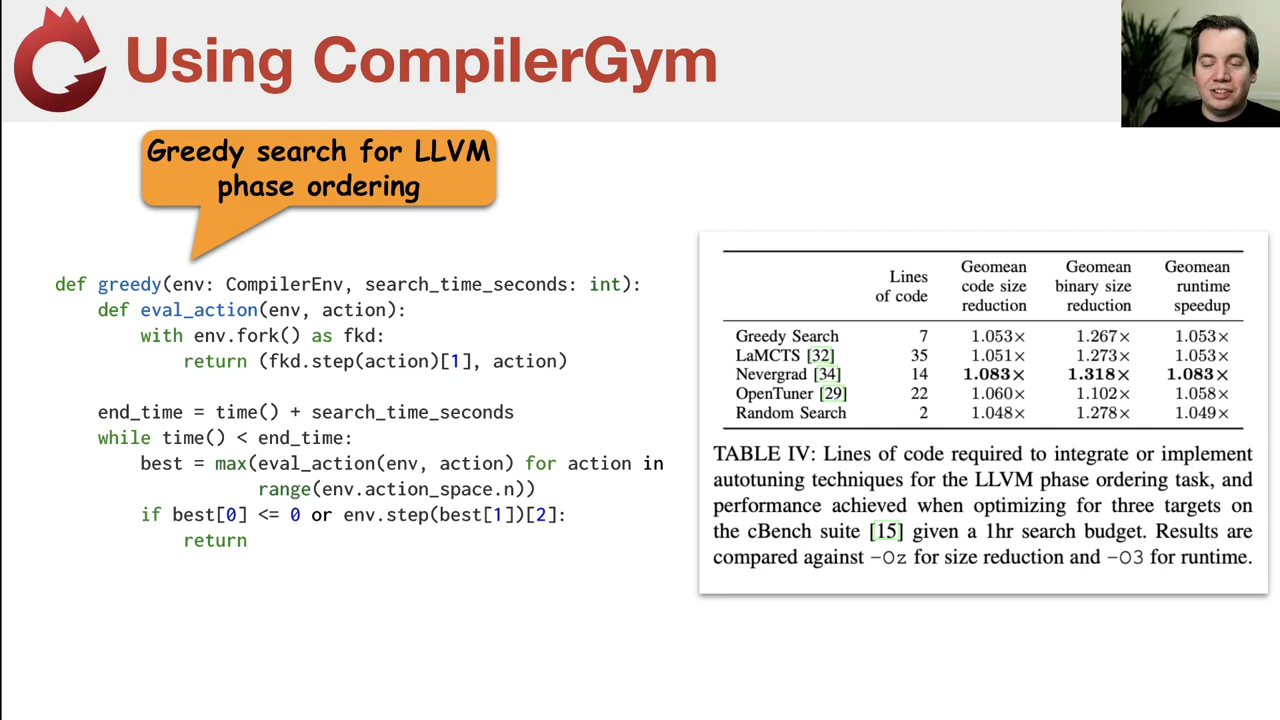 Using CompilerGym
Greedy search for LLVM
phase ordering
def greedy(env: CompilerEnv, search_time_seconds: int):
    def eval_action(env, action):
        with env.fork() as fkd:
            return (fkd.step(action)[1], action)
    end_time = time() + search_time_seconds
    while time() < end_time:
        best = max(eval_action(env, action) for action in
                   range(env.action_space.n))
        if best[0] <= 0 or env.step(best[1])[2]:
            return
Lines of code | Geomean code size reduction | Geomean binary size reduction | Geomean runtime speedup
Greedy Search 7 1.053× 1.267× 1.053×
LaMCTS [32] 35 1.051× 1.273× 1.053×
Nevergrad [34] 14 1.083× 1.318× 1.083×
OpenTuner [29] 22 1.060× 1.102× 1.058×
Random Search 2 1.048× 1.278× 1.049×
TABLE IV: Lines of code required to integrate or implement
autotuning techniques for the LLVM phase ordering task, and
performance achieved when optimizing for three targets on
the cBench suite [15] given a 1hr search budget. Results are
compared against -Oz for size reduction and -O3 for runtime.